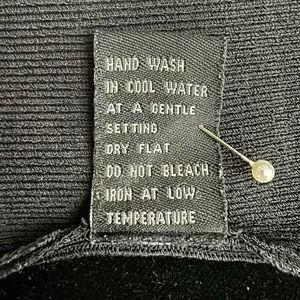 HAND WASH
IN COOL WATER
AT A GENTLE
SETTING
DRY FLAT
DO NOT BLEACH
IRON AT LOW
TEMPERATURE